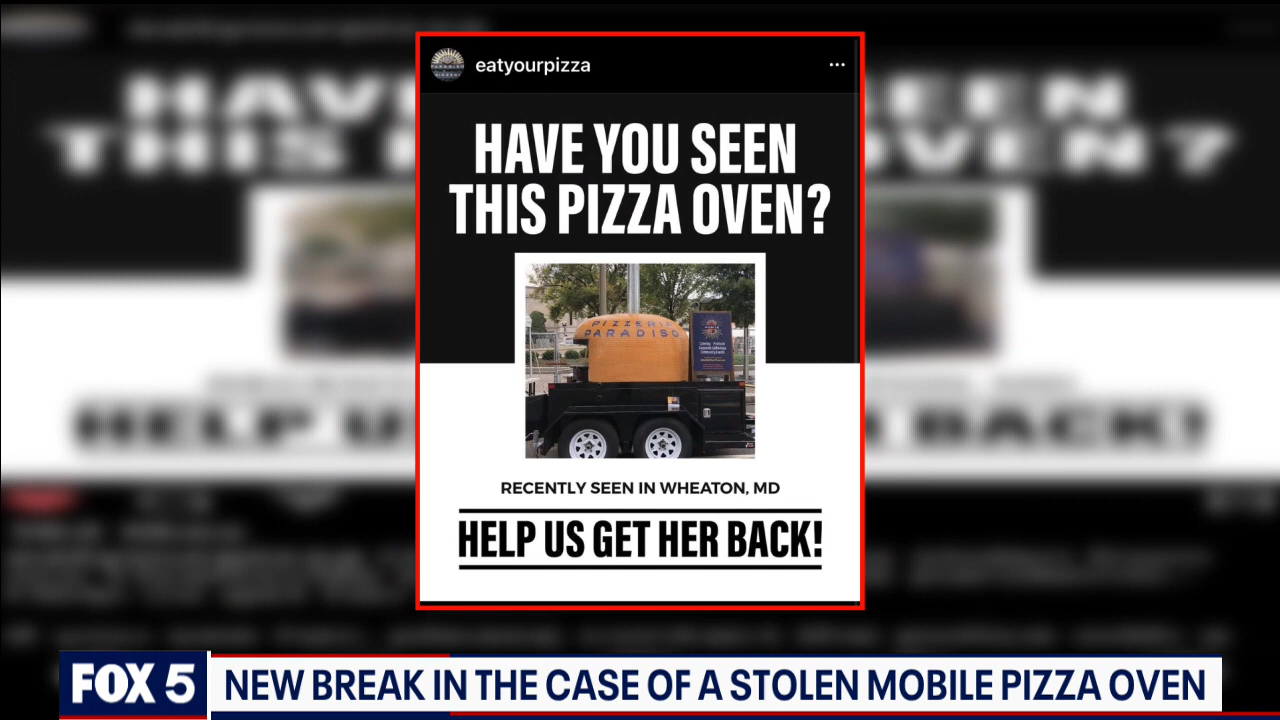 eatyourpizza
HAVE YOU SEEN
THIS PIZZA OVEN?
PIZZERIA
PARADISO
RECENTLY SEEN IN WHEATON, MD
HELP US GET HER BACK!
FOX 5
NEW BREAK IN THE CASE OF A STOLEN MOBILE PIZZA OVEN